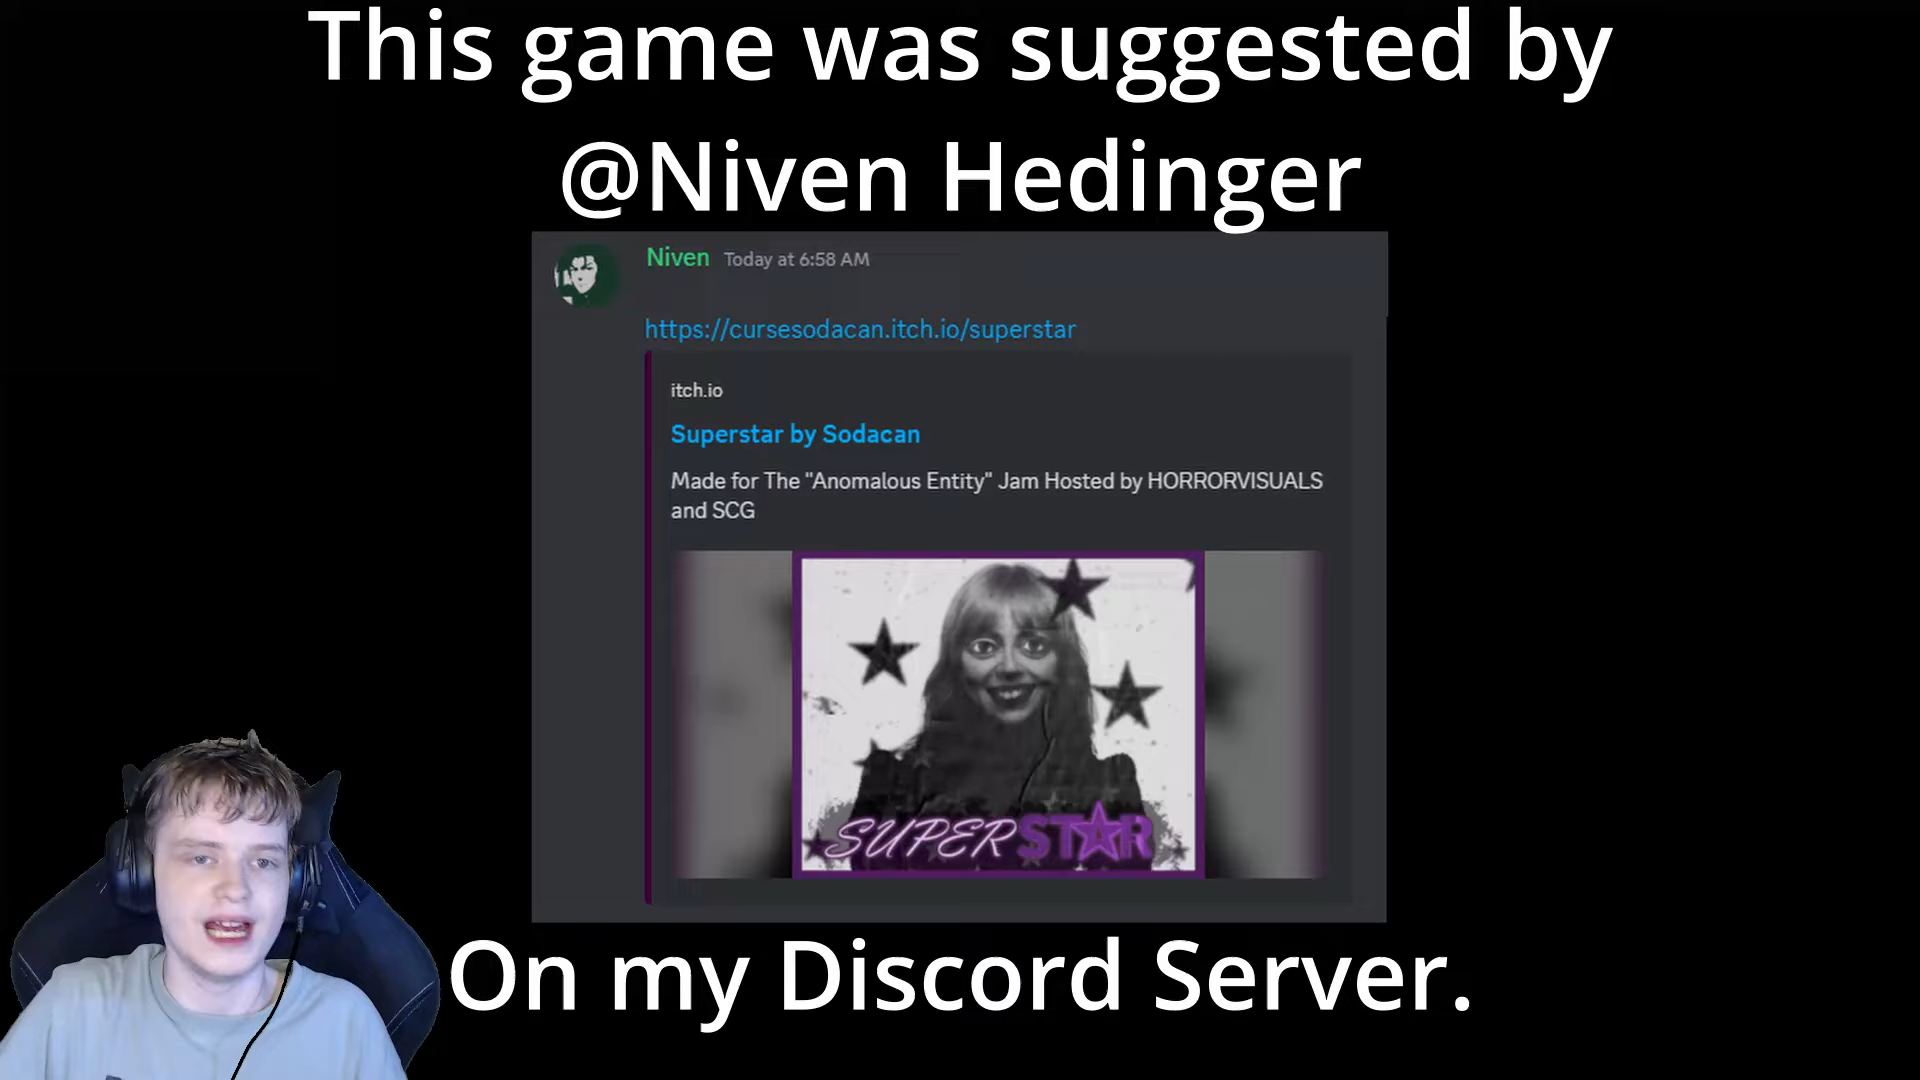 This game was suggested by
@Niven Hedinger
Niven Today at 6:58 AM
https://cursesodacan.itch.io/superstar
itch.io
Superstar by Sodacan
Made for The "Anomalous Entity" Jam Hosted by HORRORVISUALS
and SCG
SUPERSTAR
On my Discord Server.